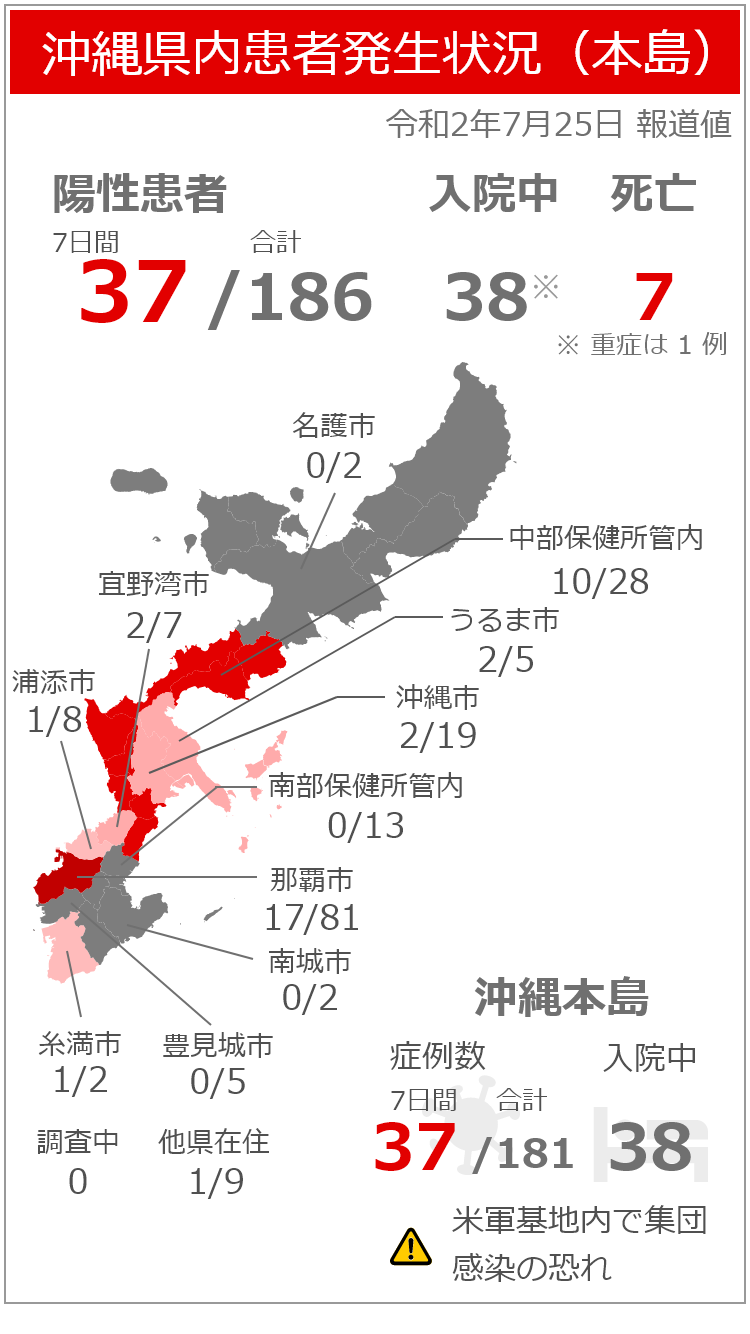 沖縄県内患者発生状況（本島）
令和2年7月25日 報道値
陽性患者 入院中 死亡
7日間 合計
37 /186 38※ 7
※ 重症は 1 例
名護市
0/2
中部保健所管内
10/28
宜野湾市
2/7
うるま市
2/5
浦添市
1/8
沖縄市
2/19
南部保健所管内
0/13
那覇市
17/81
南城市
0/2
糸満市
1/2
豊見城市
0/5
調査中
0
他県在住
1/9
沖縄本島
症例数 入院中
7日間 合計
37 /181 38
米軍基地内で集団
感染の恐れ